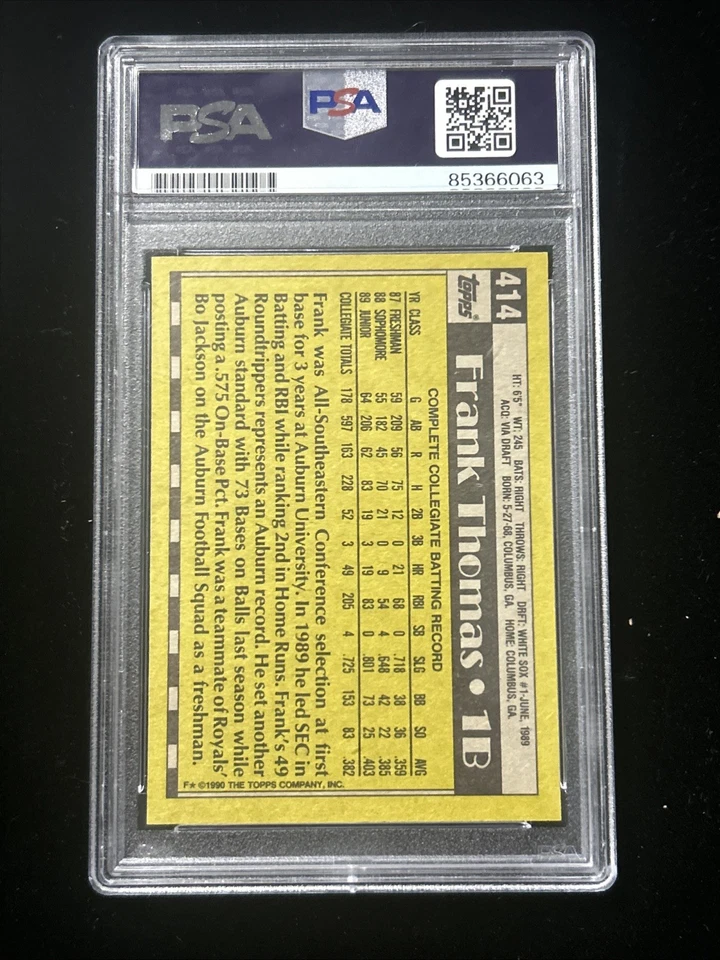 PSA
PSA
85366063
414
Topps®
HT: 6'5" WT: 245 BATS: RIGHT THROWS: RIGHT DRFT: WHITE SOX #1-JUNE, 1989
ACQ: VIA DRAFT BORN: 5-27-68, COLUMBUS, GA. HOME: COLUMBUS, GA.
Frank Thomas • 1B
COMPLETE COLLEGIATE BATTING RECORD
YR CLASS G AB R H 2B 3B HR RBI SB SLG BB SO AVG
87 FRESHMAN 59 209 56 75 12 0 21 68 0 .718 38 36 .359
88 SOPHOMORE 55 182 45 70 21 0 9 54 4 .648 42 22 .385
89 JUNIOR 64 206 62 83 19 3 19 83 0 .801 73 25 .403
COLLEGIATE TOTALS 178 597 163 228 52 3 49 205 4 .725 153 83 .382
Frank was All-Southeastern Conference selection at first
base for 3 years at Auburn University. In 1989 he led SEC in
Batting and RBI while ranking 2nd in Home Runs. Frank's 49
Roundtrippers represents an Auburn record. He set another
Auburn standard with 73 Bases on Balls last season while
posting a .575 On-Base Pct. Frank was a teammate of Royals'
Bo Jackson on the Auburn Football Squad as a freshman.
F★ ©1990 THE TOPPS COMPANY, INC.
PSA